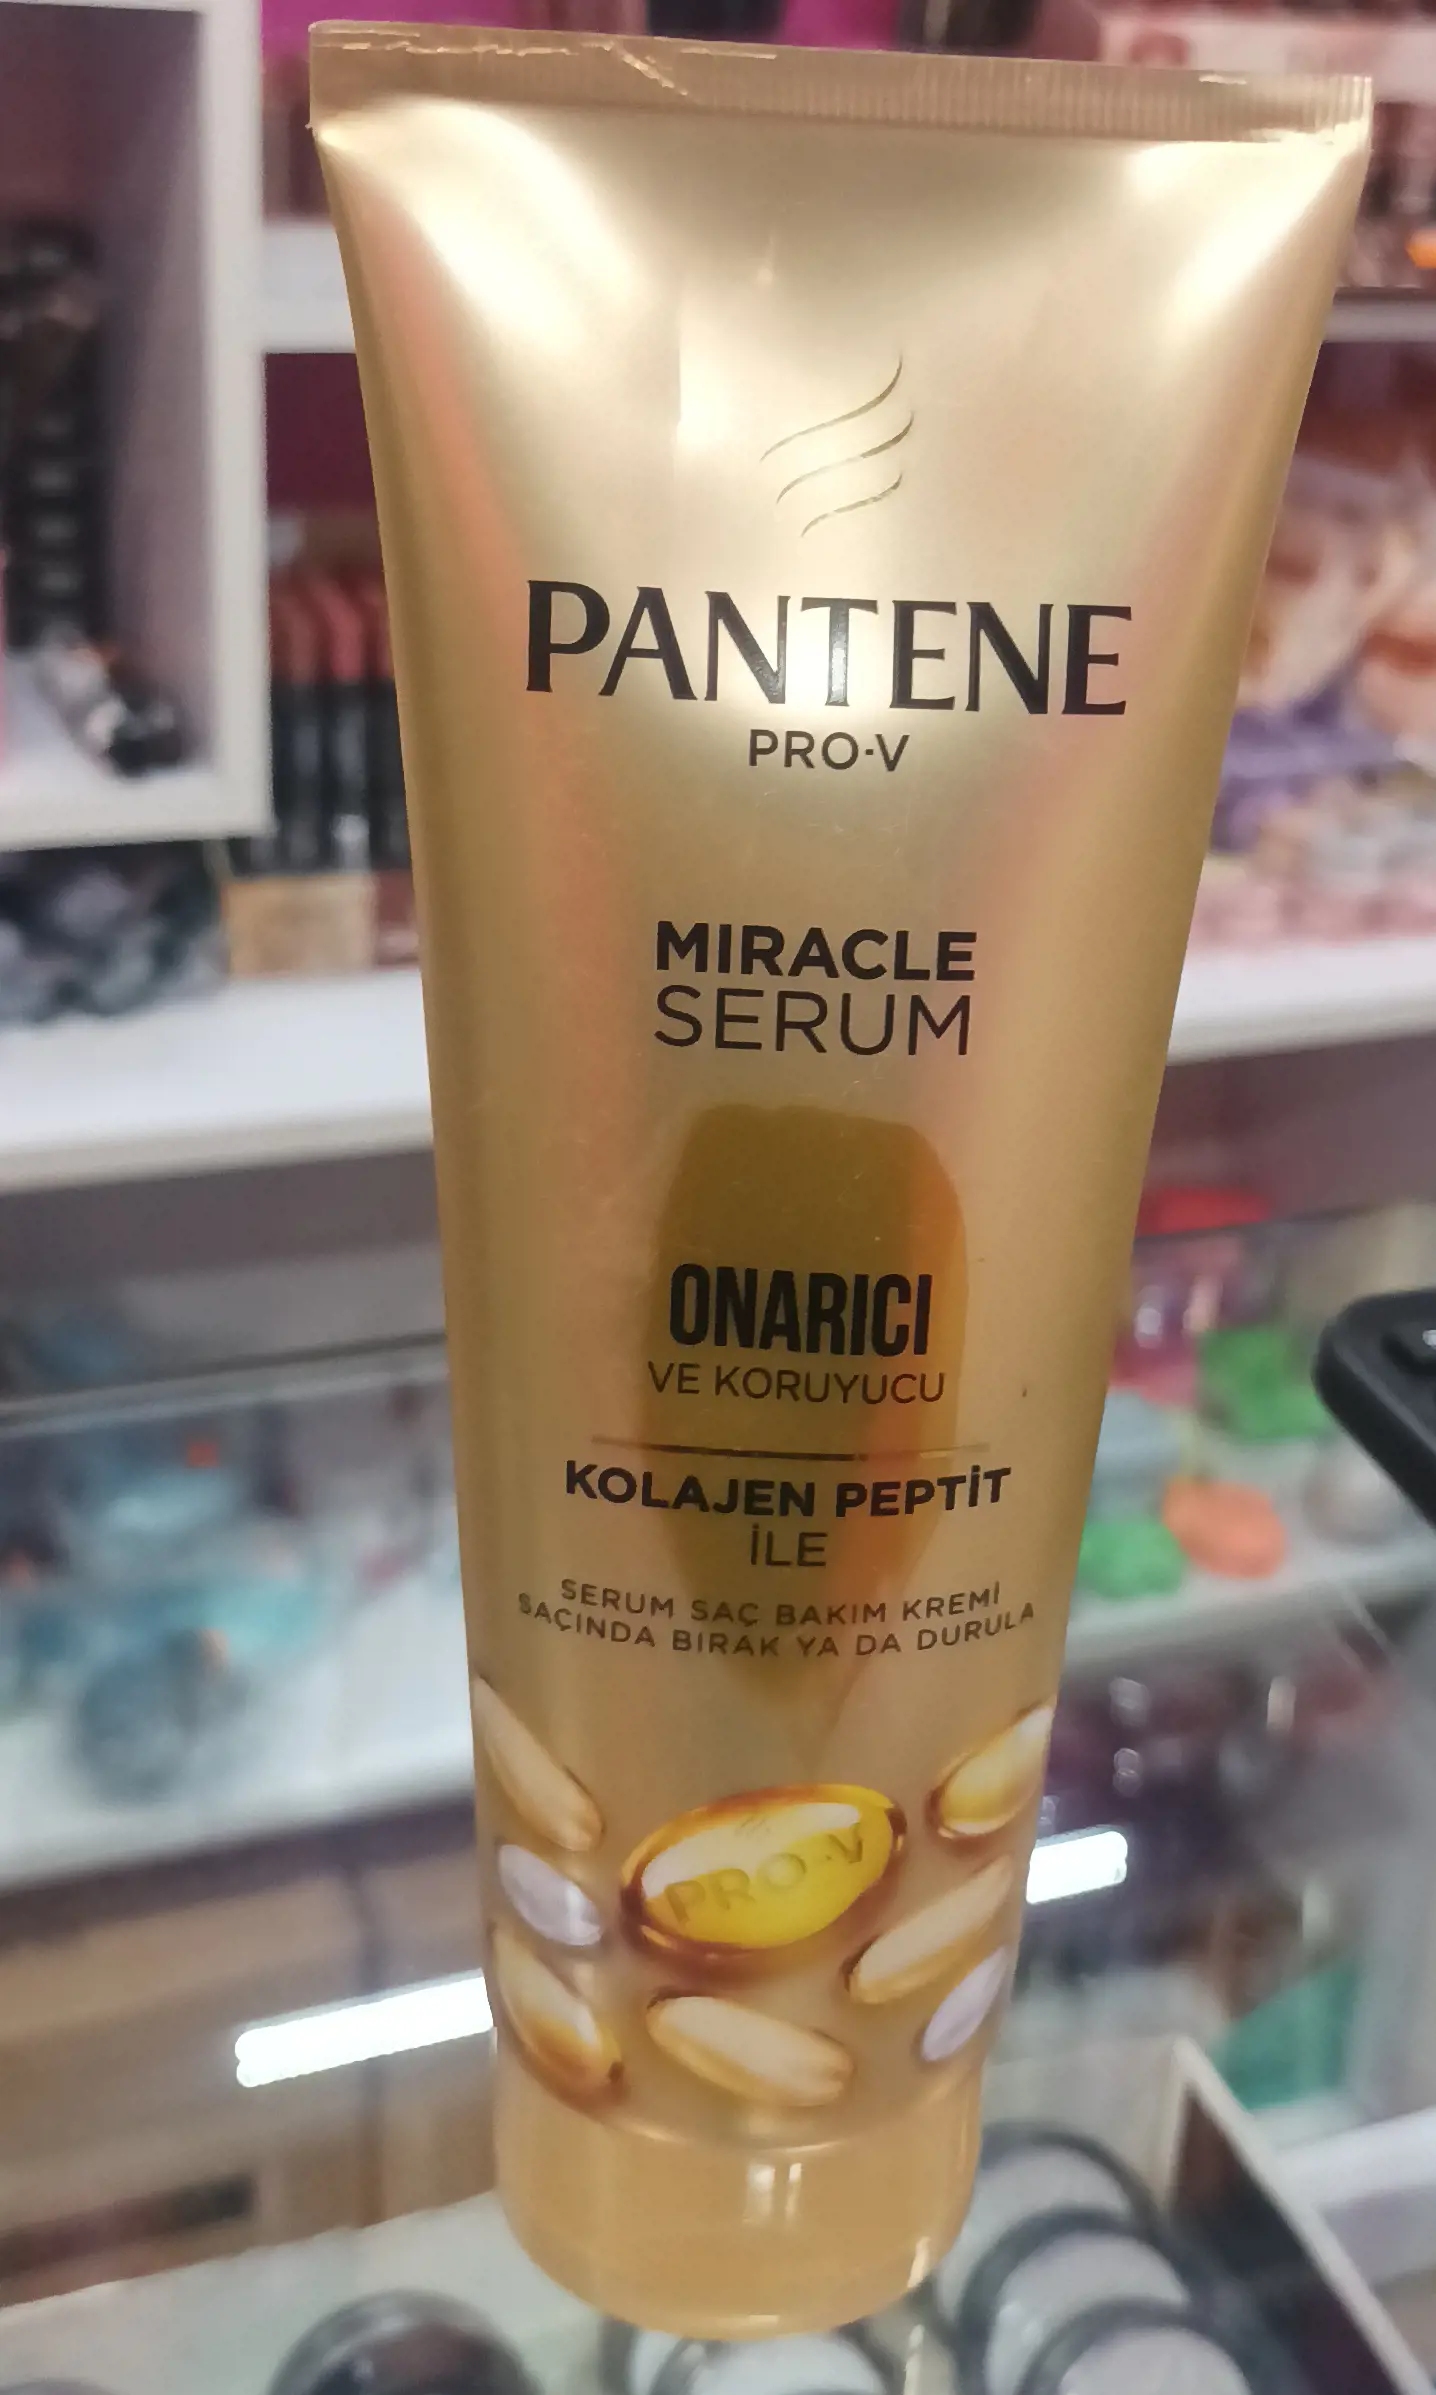 PANTENE
PRO-V
MIRACLE
SERUM
ONARICI
VE KORUYUCU
KOLAJEN PEPTİT
İLE
SERUM SAÇ BAKIM KREMİ
SAÇINDA BIRAK YA DA DURULA
PRO-V